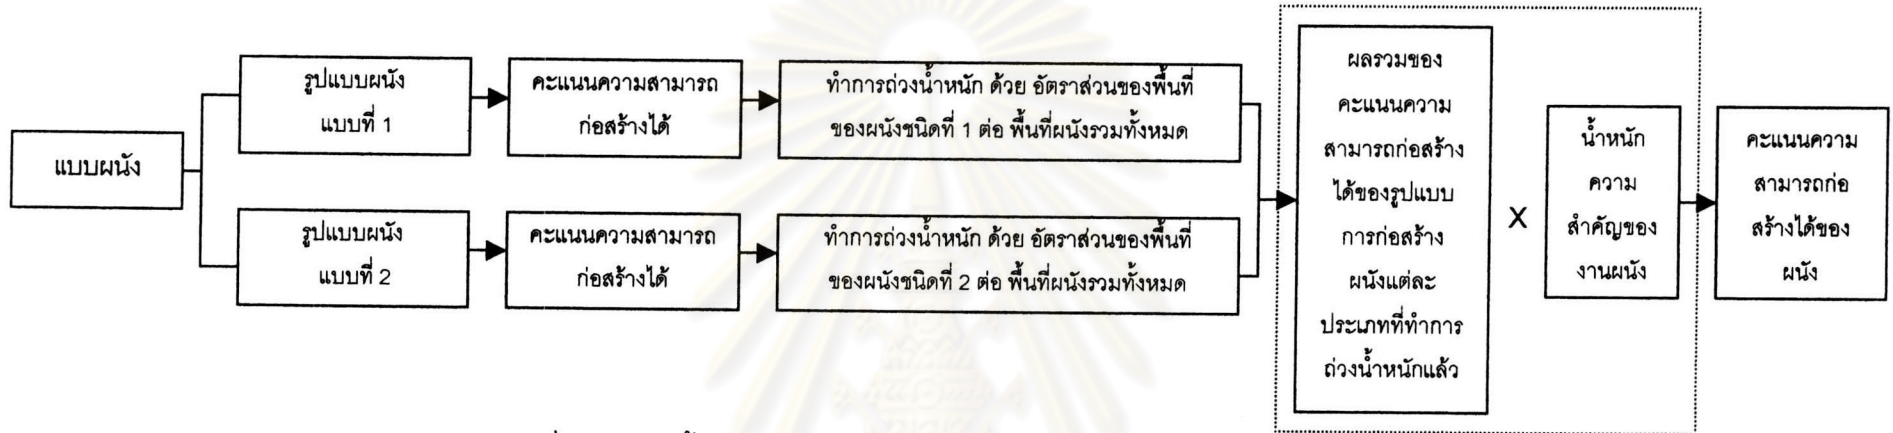 แบบผนัง
รูปแบบผนัง
แบบที่ 1
คะแนนความสามารถ
ก่อสร้างได้
ทำการถ่วงน้ำหนัก ด้วย อัตราส่วนของพื้นที่
ของผนังชนิดที่ 1 ต่อ พื้นที่ผนังรวมทั้งหมด
รูปแบบผนัง
แบบที่ 2
คะแนนความสามารถ
ก่อสร้างได้
ทำการถ่วงน้ำหนัก ด้วย อัตราส่วนของพื้นที่
ของผนังชนิดที่ 2 ต่อ พื้นที่ผนังรวมทั้งหมด
ผลรวมของ
คะแนนความ
สามารถก่อสร้าง
ได้ของรูปแบบ
การก่อสร้าง
ผนังแต่ละ
ประเภทที่ทำการ
ถ่วงน้ำหนักแล้ว
X
น้ำหนัก
ความ
สำคัญของ
งานผนัง
คะแนนความ
สามารถก่อ
สร้างได้ของ
ผนัง